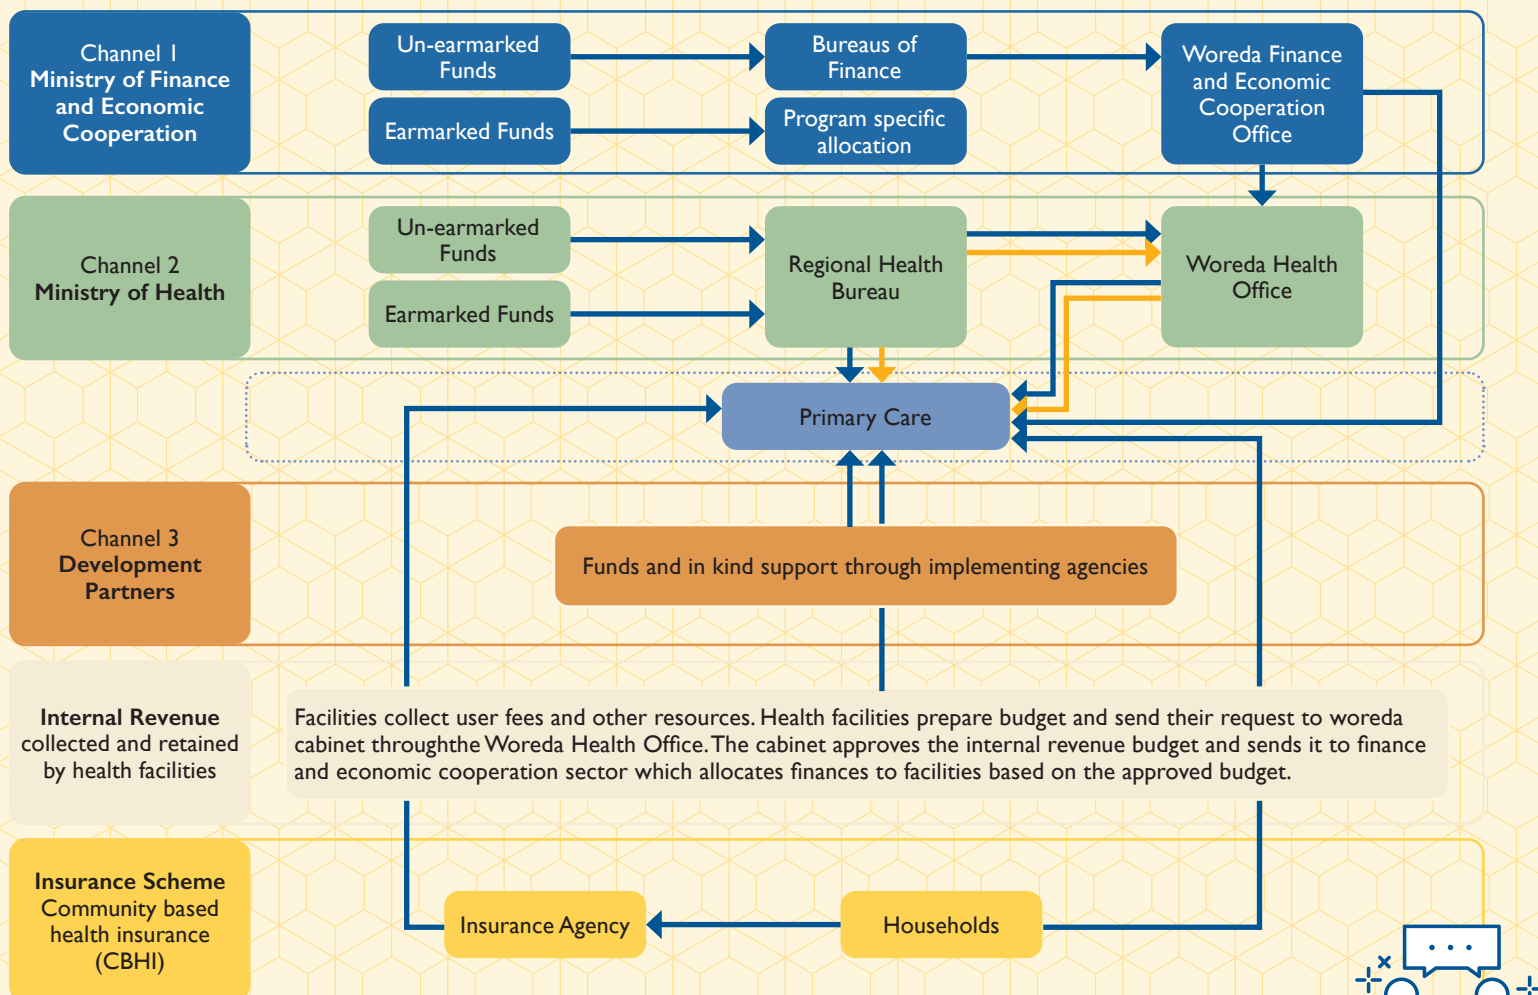 Channel 1
Ministry of Finance
and Economic
Cooperation
Un-earmarked
Funds
Bureaus of
Finance
Woreda Finance
and Economic
Cooperation
Office
Earmarked Funds
Program specific
allocation
Channel 2
Ministry of Health
Un-earmarked
Funds
Earmarked Funds
Regional Health
Bureau
Woreda Health
Office
Primary Care
Channel 3
Development
Partners
Funds and in kind support through implementing agencies
Internal Revenue
collected and retained
by health facilities
Facilities collect user fees and other resources. Health facilities prepare budget and send their request to woreda
cabinet throughthe Woreda Health Office. The cabinet approves the internal revenue budget and sends it to finance
and economic cooperation sector which allocates finances to facilities based on the approved budget.
Insurance Scheme
Community based
health insurance
(CBHI)
Insurance Agency
Households